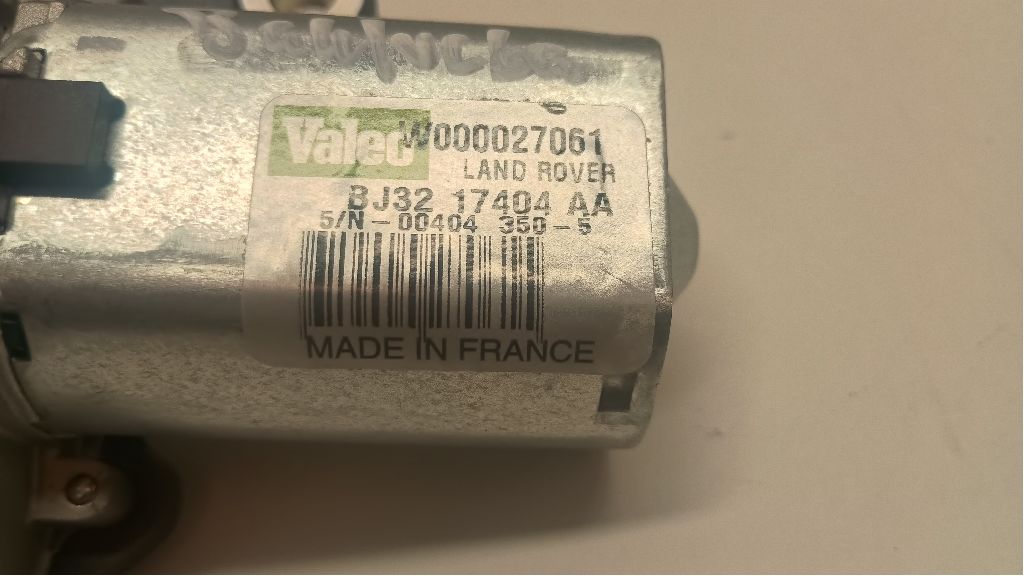 Valeo W000027061
LAND ROVER
BJ32 17404 AA
S/N-00404 350-5
MADE IN FRANCE